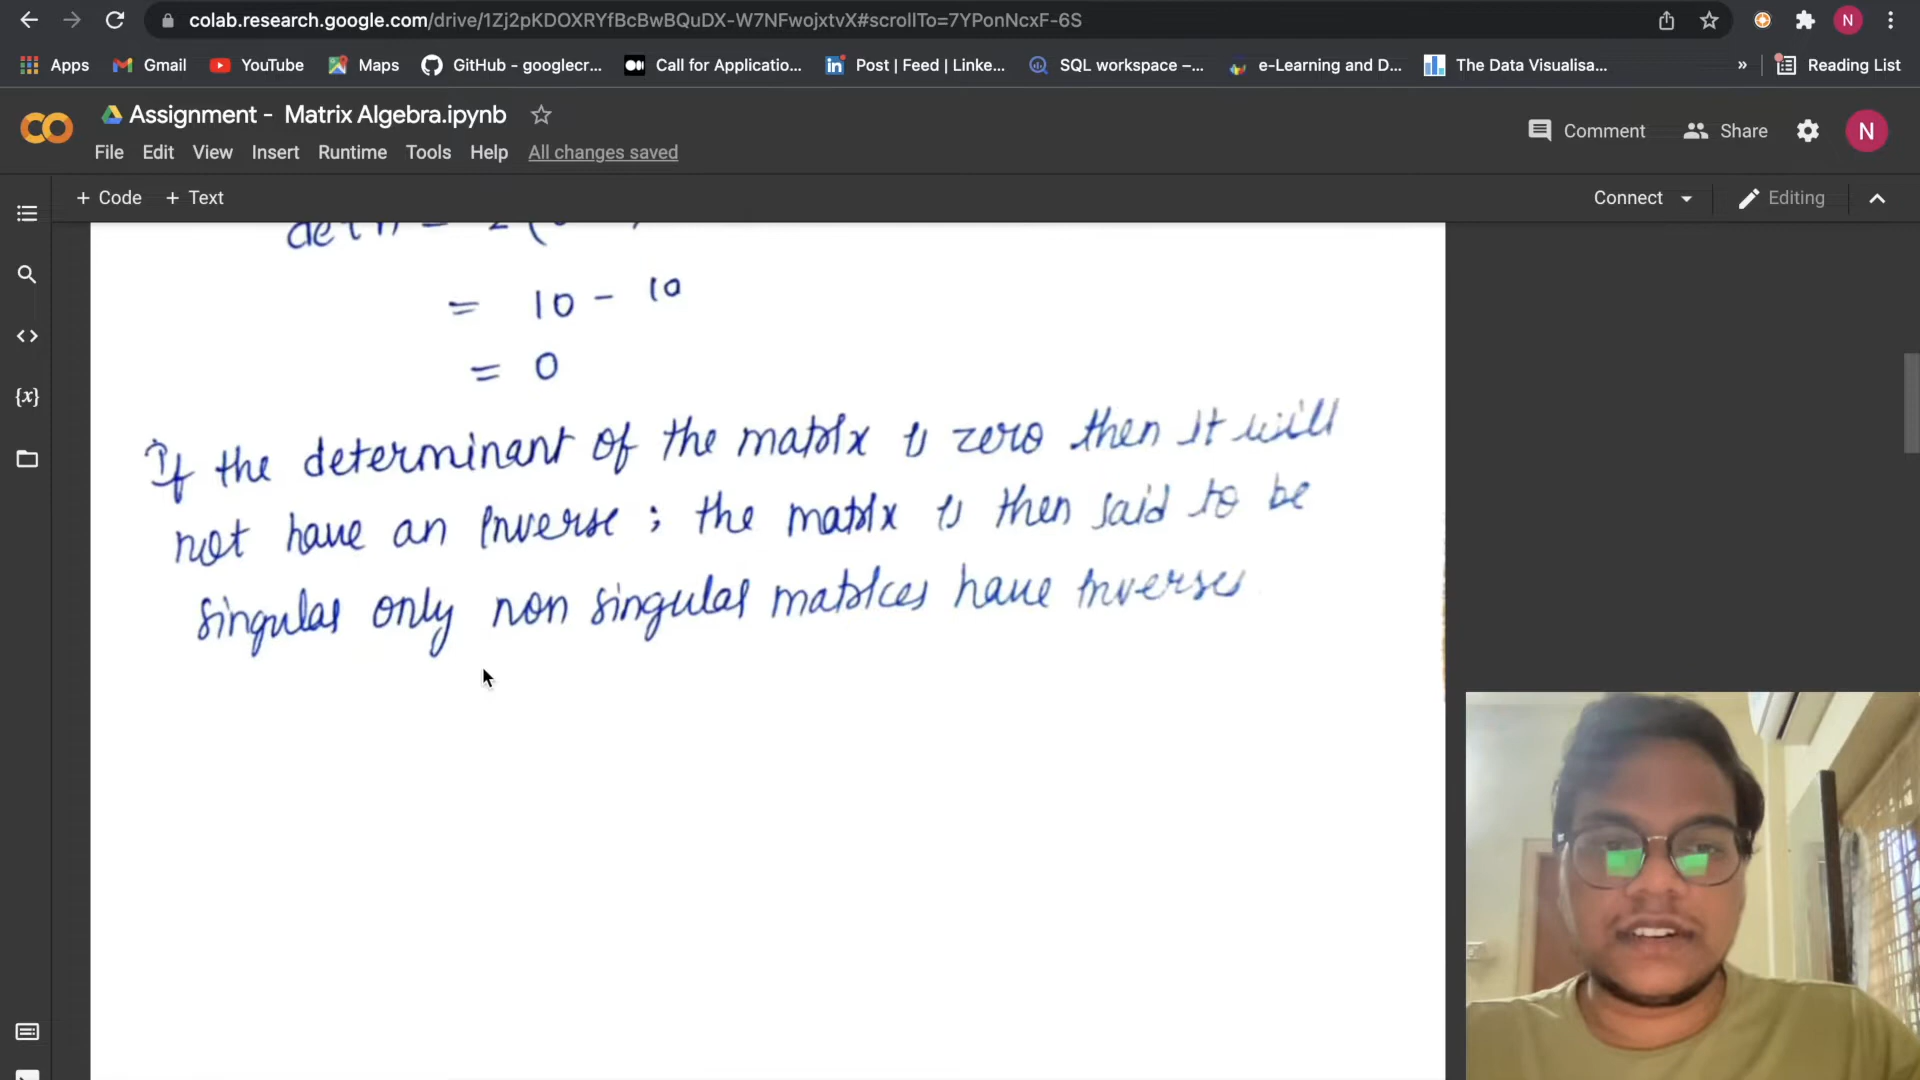 colab.research.google.com/drive/1Zj2pKDOXRYfBcBwBQuDX-W7NFwojxtvX#scrollTo=7YPonNcxF-6S
N
Apps Gmail YouTube Maps GitHub - googlecr... Call for Applicatio... Post | Feed | Linke... SQL workspace –... e-Learning and D... The Data Visualisa... » Reading List
Assignment - Matrix Algebra.ipynb
Comment Share N
File Edit View Insert Runtime Tools Help All changes saved
+ Code + Text Connect Editing
= 10 - 10
= 0
If the determinant of the matrix is zero then it will
not have an inverse ; the matrix is then said to be
singular only non singular matrices have inverses